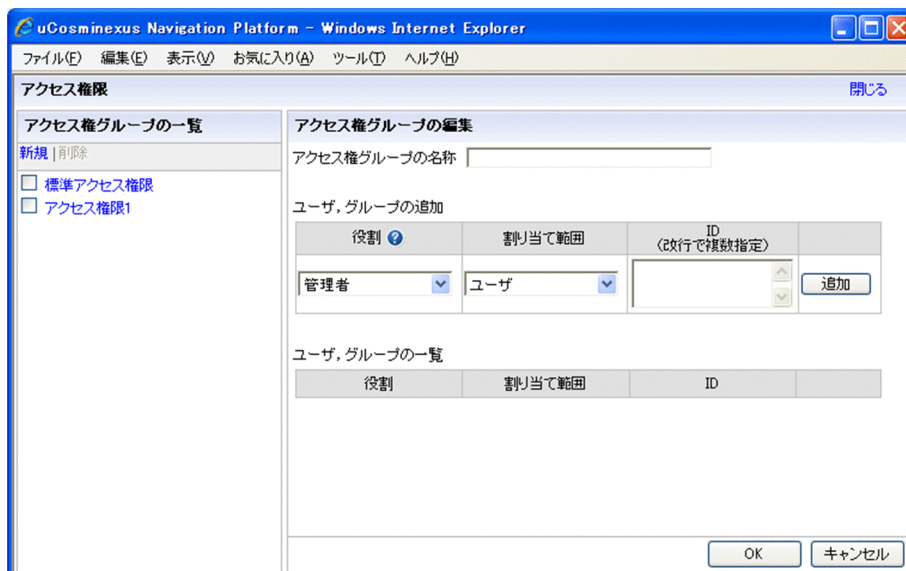 uCosminexus Navigation Platform - Windows Internet Explorer
ファイル(F) 編集(E) 表示(V) お気に入り(A) ツール(T) ヘルプ(H)
アクセス権限 閉じる
アクセス権グループの一覧
新規 | 削除
標準アクセス権限
アクセス権限1
アクセス権グループの編集
アクセス権グループの名称
ユーザ, グループの追加
役割 ? 割り当て範囲 ID
(改行で複数指定)
管理者 ユーザ 追加
ユーザ, グループの一覧
役割 割り当て範囲 ID
OK キャンセル